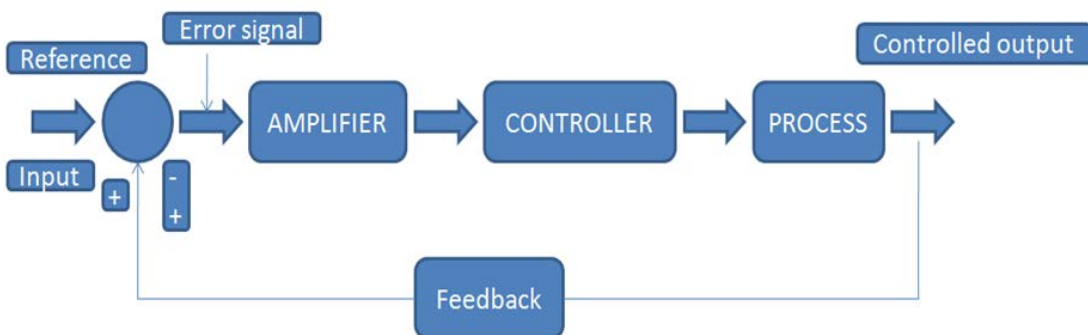 Error signal
Controlled output
Reference
AMPLIFIER
CONTROLLER
PROCESS
Input
+
-
+
Feedback